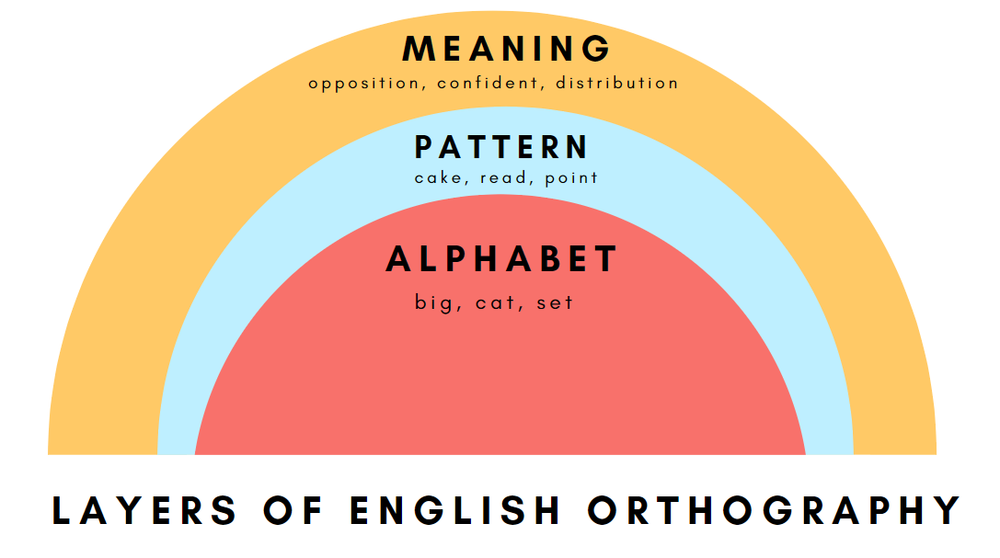 MEANING
opposition, confident, distribution
PATTERN
cake, read, point
ALPHABET
big, cat, set
LAYERS OF ENGLISH ORTHOGRAPHY